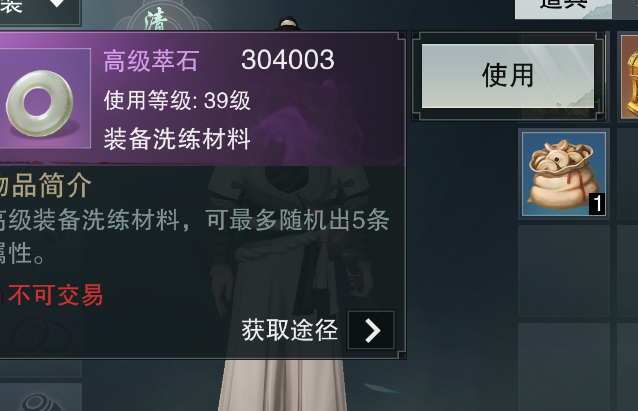 装
清
道具
高级萃石 304003
使用等级: 39级
装备洗练材料
使用
物品简介
高级装备洗练材料，可最多随机出5条
属性。
不可交易
获取途径
1